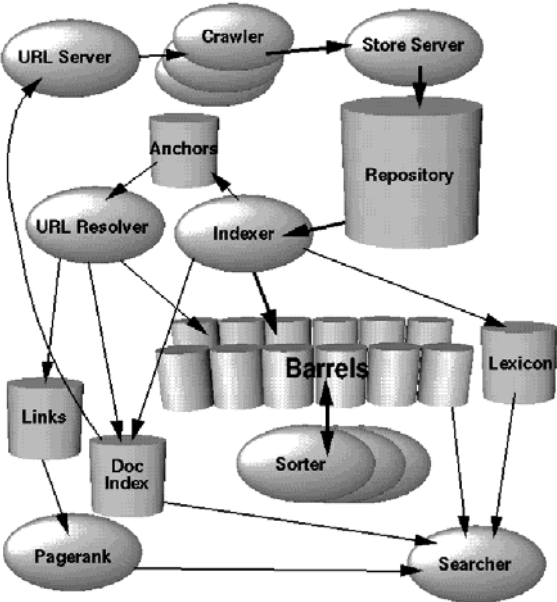 Crawler
URL Server
Store Server
Anchors
Repository
URL Resolver
Indexer
Barrels
Lexicon
Links
Sorter
Doc
Index
Pagerank
Searcher